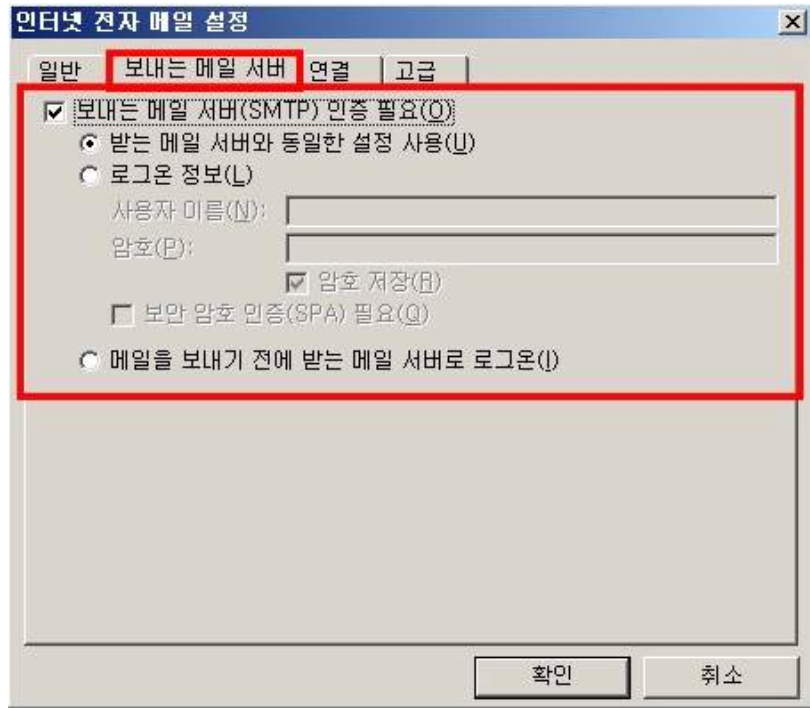 인터넷 전자 메일 설정
일반 보내는 메일 서버 연결 고급
보내는 메일 서버(SMTP) 인증 필요(O)
받는 메일 서버와 동일한 설정 사용(U)
로그온 정보(L)
사용자 이름(N):
암호(P):
암호 저장(R)
보안 암호 인증(SPA) 필요(Q)
메일을 보내기 전에 받는 메일 서버로 로그온(I)
확인 취소